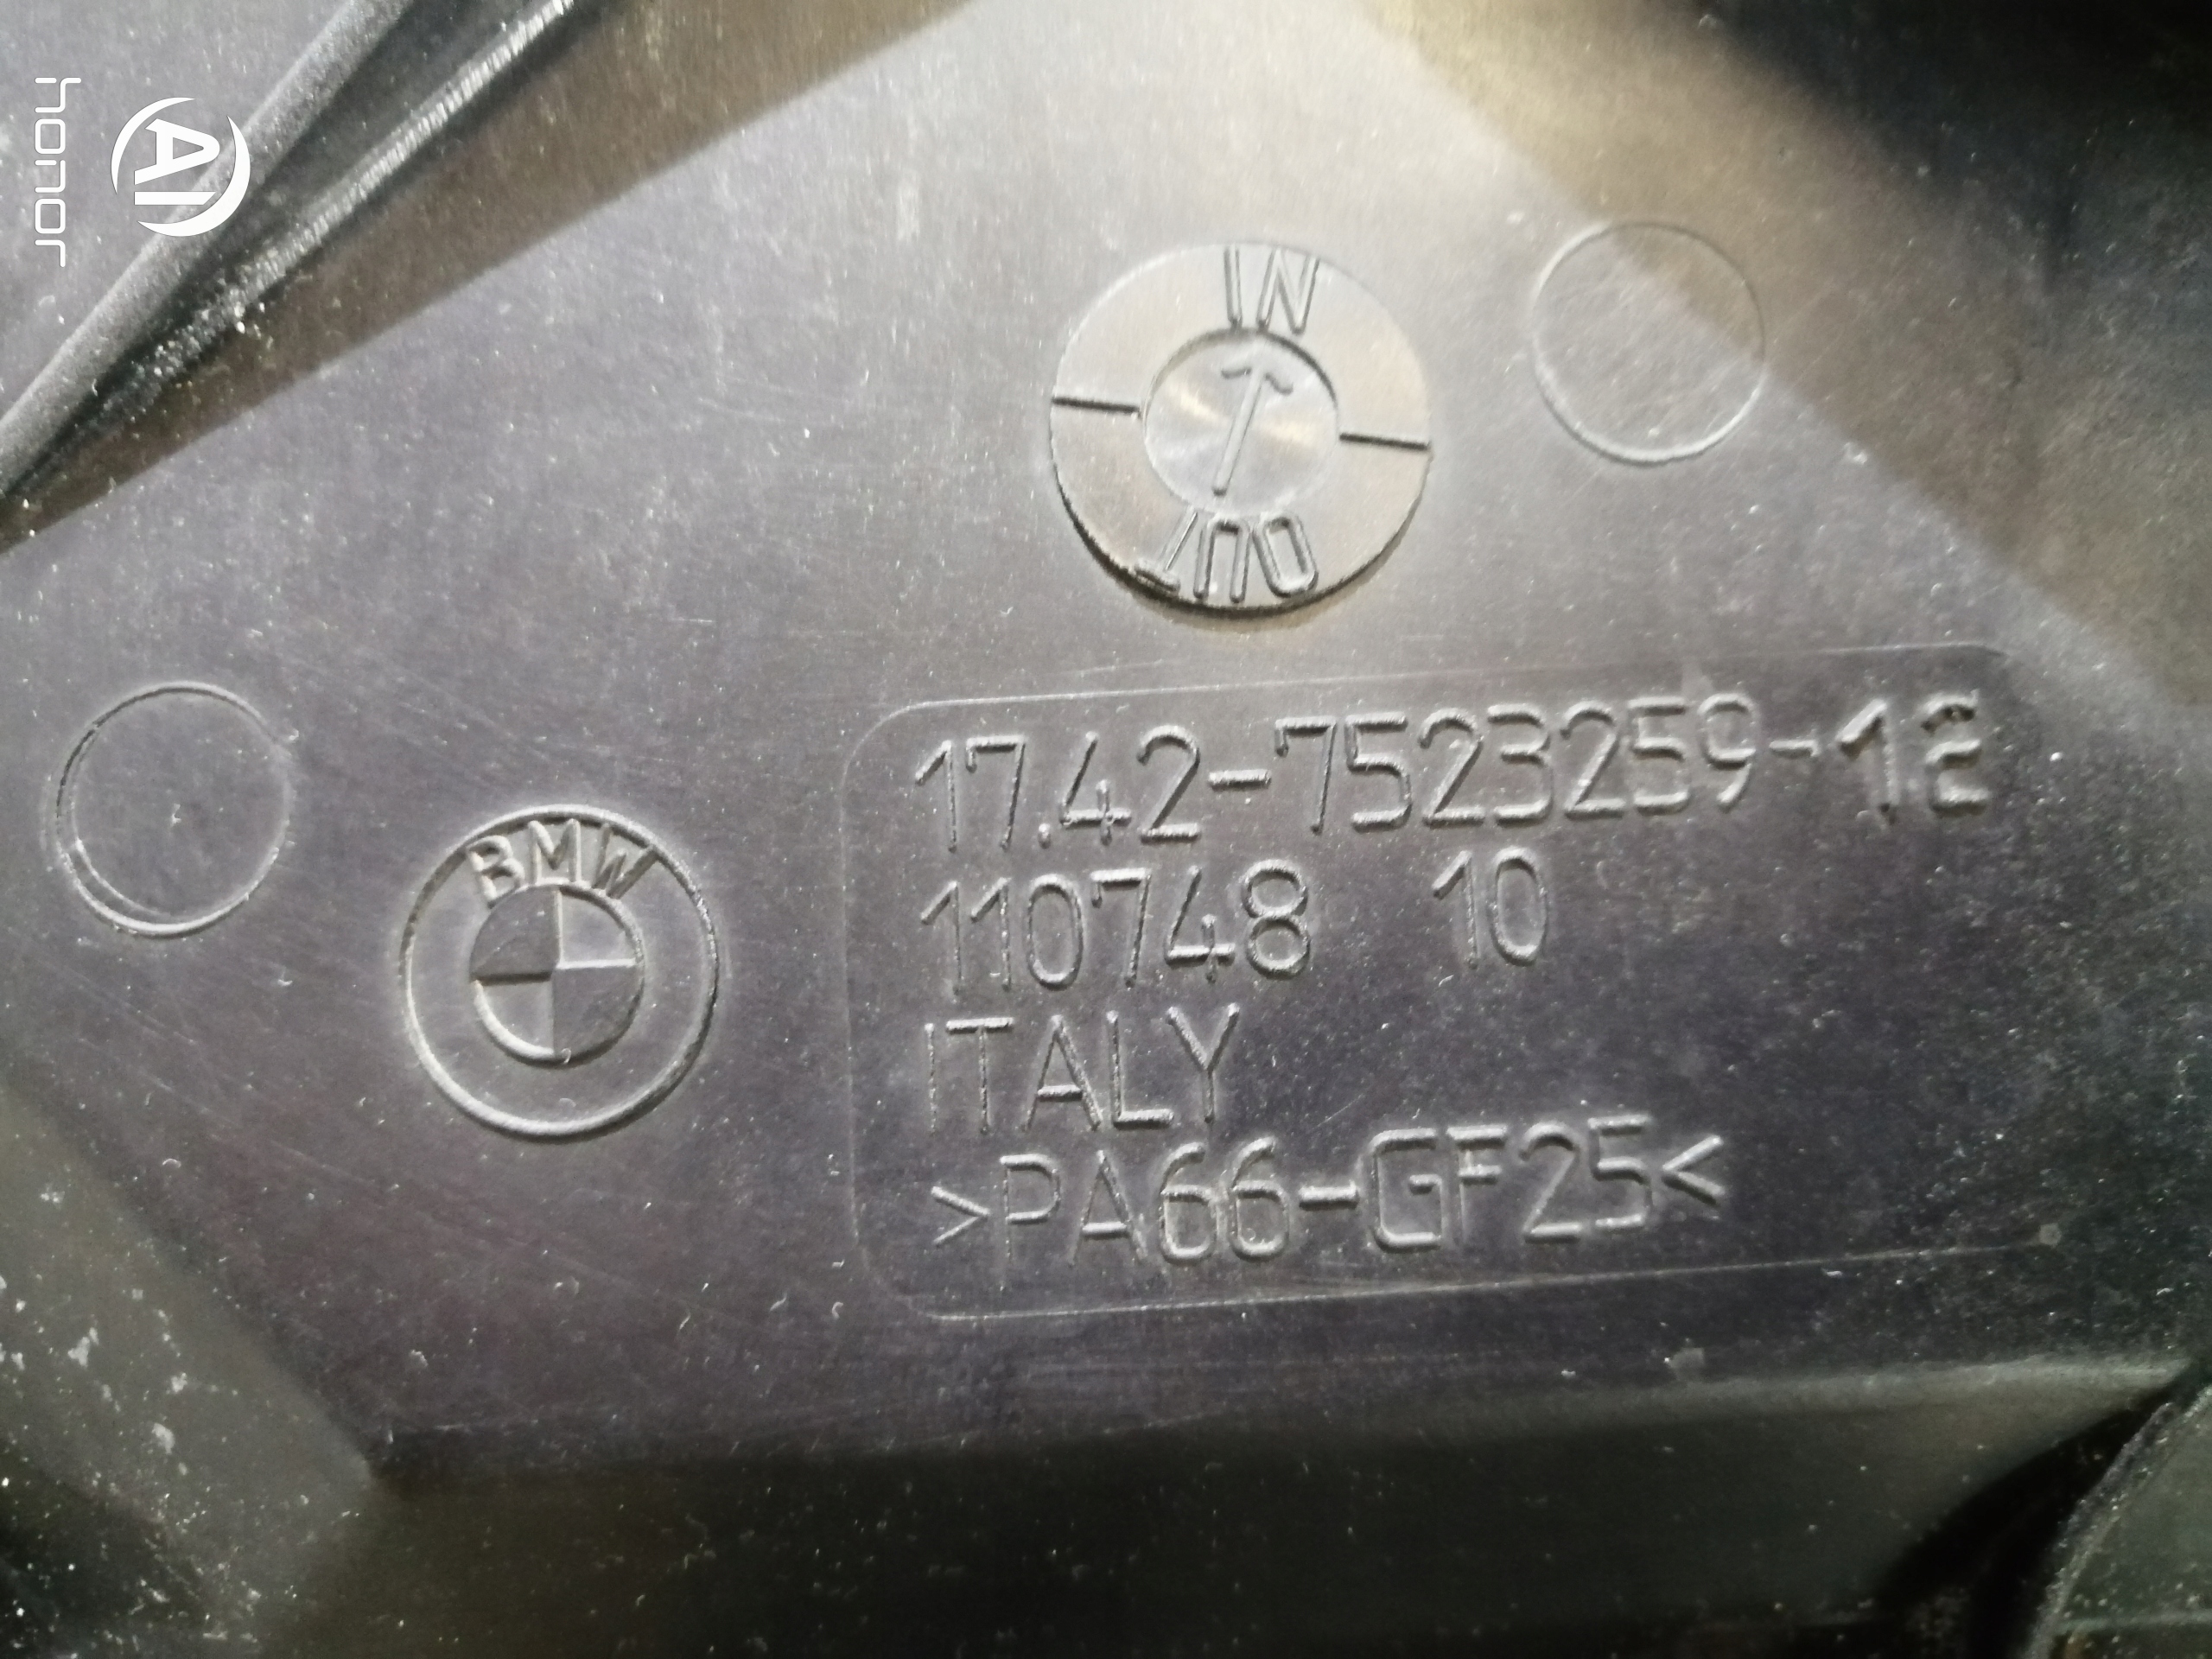 honor
AI
IN
OUT
BMW
17.42-7523259-12
110748 10
ITALY
>PA66-GF25<